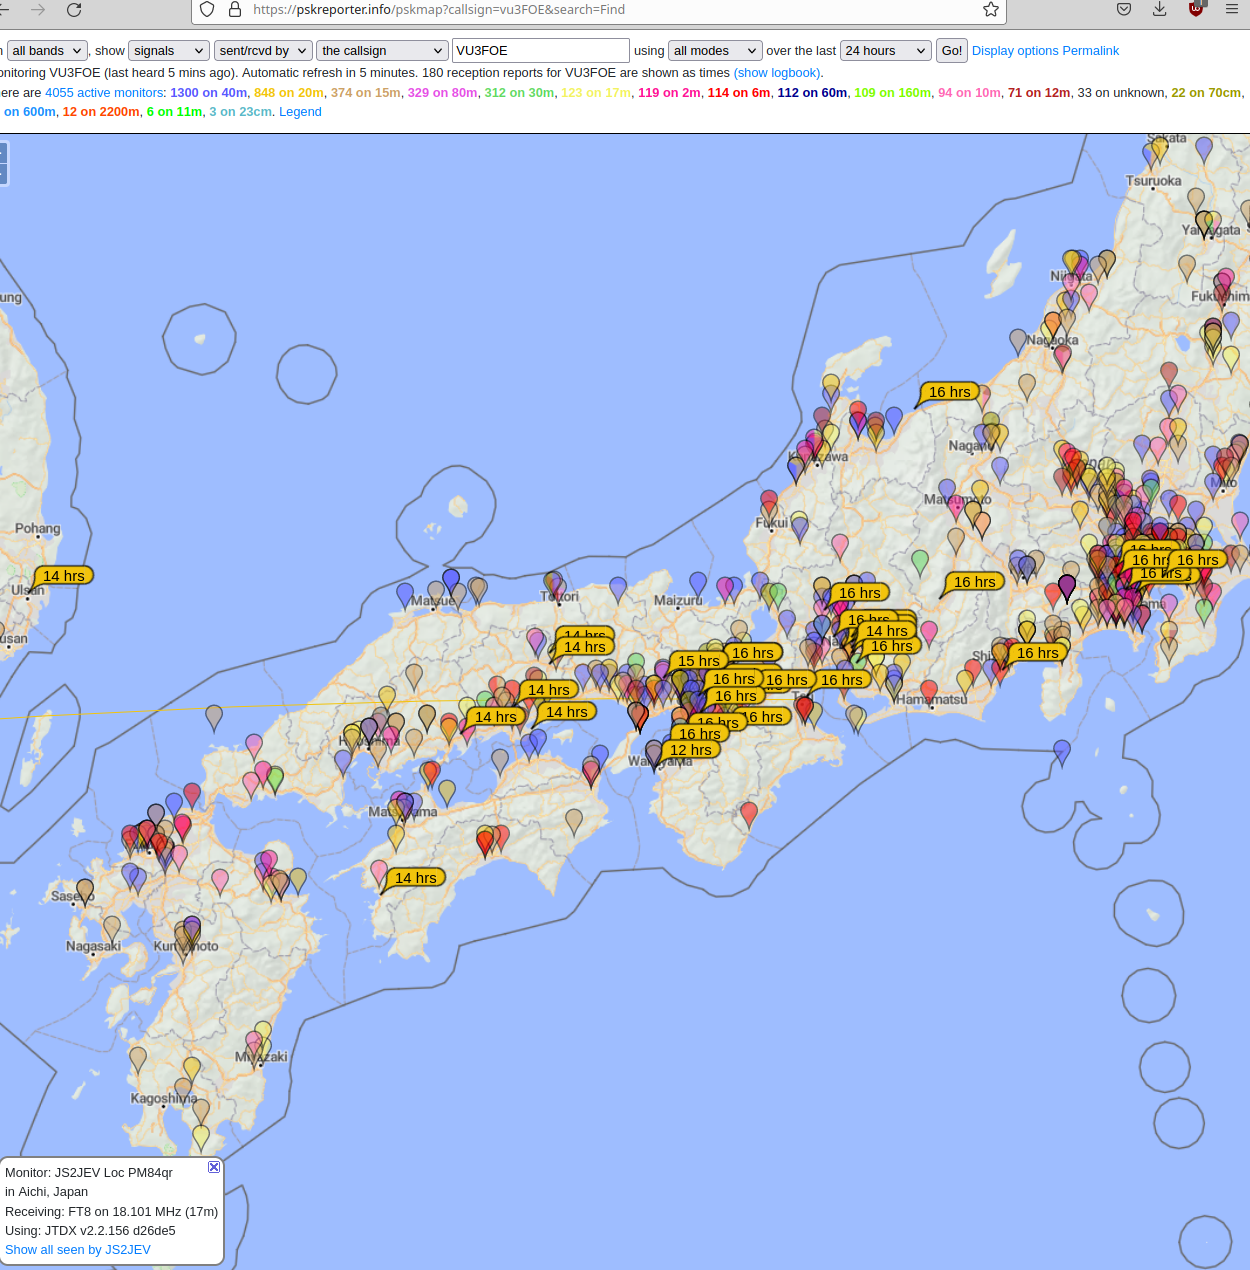 https://pskreporter.info/pskmap?callsign=vu3FOE&search=Find
all bands , show signals sent/rcvd by the callsign VU3FOE using all modes over the last 24 hours Go! Display options Permalink
monitoring VU3FOE (last heard 5 mins ago). Automatic refresh in 5 minutes. 180 reception reports for VU3FOE are shown as times (show logbook).
ere are 4055 active monitors: 1300 on 40m, 848 on 20m, 374 on 15m, 329 on 80m, 312 on 30m, 123 on 17m, 119 on 2m, 114 on 6m, 112 on 60m, 109 on 160m, 94 on 10m, 71 on 12m, 33 on unknown, 22 on 70cm,
on 600m, 12 on 2200m, 6 on 11m, 3 on 23cm. Legend
Sakata
Tsuruoka
Yamagata
Niigata
ung
Fukushim
Nagaoka
16 hrs
Nagano
Kanazawa
Mito
Matsumoto
Fukui
Pohang
16 hrs
16 hrs
16 hrs
16 hrs
14 hrs
Ulsan
16 hrs
16 hrs
Matsue
Tottori
Maizuru
16 hrs
14 hrs
usan
14 hrs
14 hrs
16 hrs
16 hrs
16 hrs
15 hrs
14 hrs
16 hrs
16 hrs
16 hrs
16 hrs
Hamamatsu
14 hrs
14 hrs
16 hrs
16 hrs
16 hrs
Hiroshima
12 hrs
Wakayama
Matsuyama
14 hrs
Sasebo
Nagasaki
Kumamoto
Miyazaki
Kagoshima
Monitor: JS2JEV Loc PM84qr
in Aichi, Japan
Receiving: FT8 on 18.101 MHz (17m)
Using: JTDX v2.2.156 d26de5
Show all seen by JS2JEV